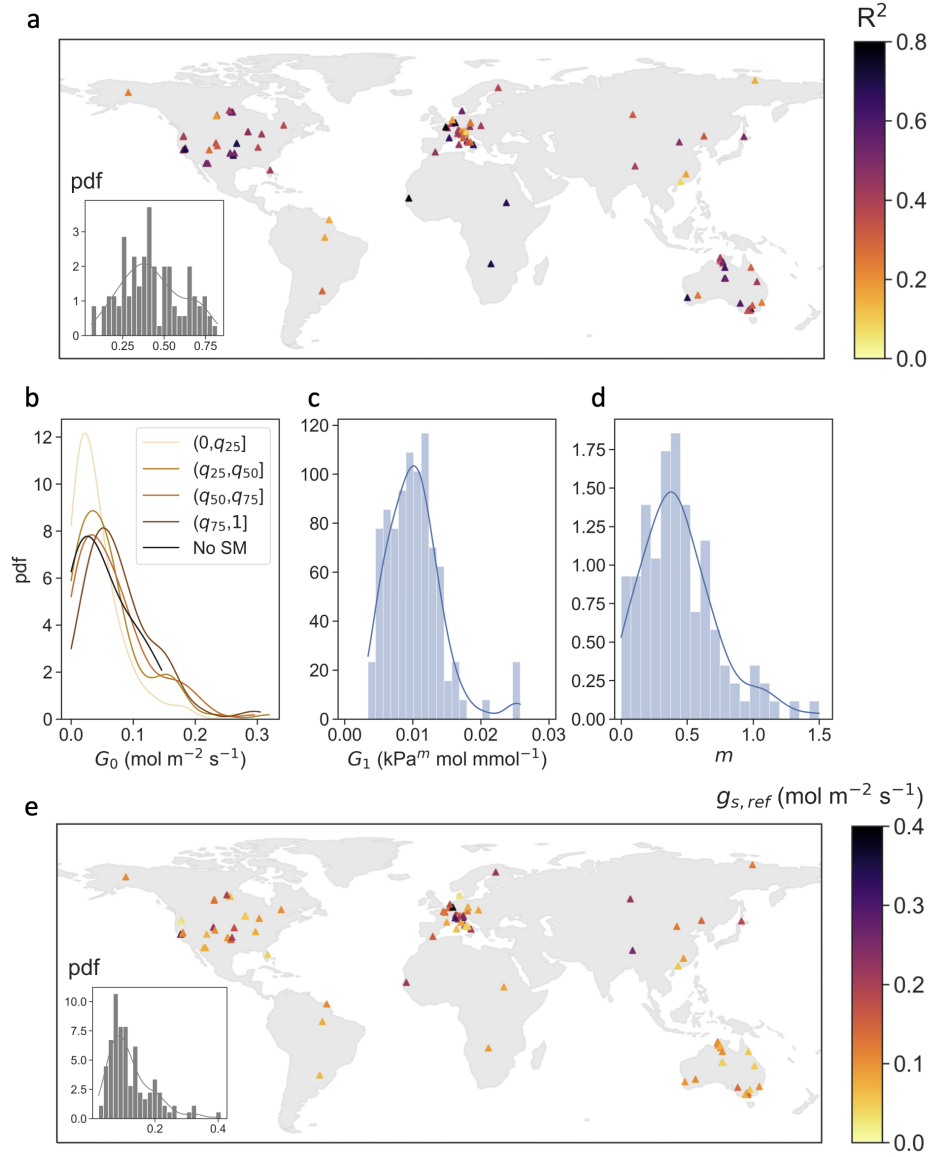 a
R²
0.8
0.6
0.4
0.2
0.0
pdf
3
2
1
0
0.25 0.50 0.75
b
c
d
12
10
8
6
4
2
0
pdf
(0,q₂₅]
(q₂₅,q₅₀]
(q₅₀,q₇₅]
(q₇₅,1]
No SM
0.0 0.1 0.2 0.3
G₀ (mol m⁻² s⁻¹)
120
100
80
60
40
20
0
0.00 0.01 0.02 0.03
G₁ (kPaᵐ mol mmol⁻¹)
1.75
1.50
1.25
1.00
0.75
0.50
0.25
0.00
0.0 0.5 1.0 1.5
m
e
gₛ,ᵣₑf (mol m⁻² s⁻¹)
0.4
0.3
0.2
0.1
0.0
pdf
10.0
7.5
5.0
2.5
0.0
0.2 0.4